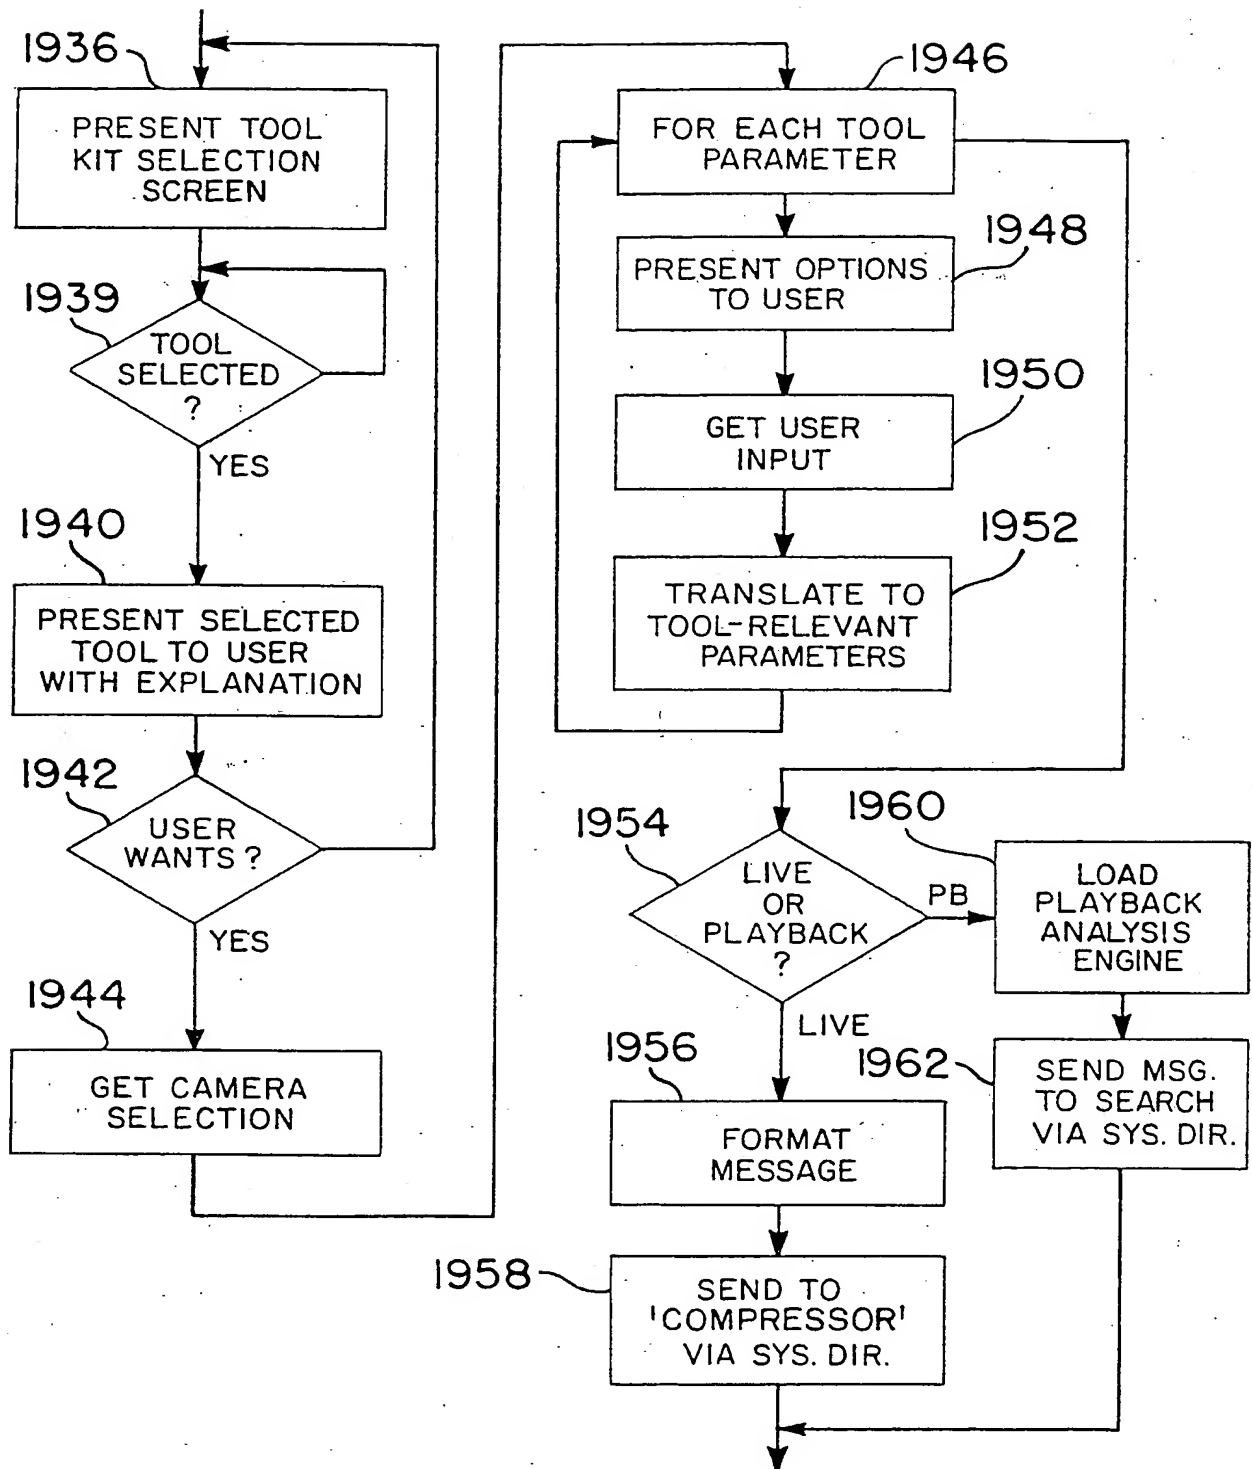 1936
PRESENT TOOL
KIT SELECTION
SCREEN
1939
TOOL
SELECTED
?
YES
1940
PRESENT SELECTED
TOOL TO USER
WITH EXPLANATION
1942
USER
WANTS?
YES
1944
GET CAMERA
SELECTION
1946
FOR EACH TOOL
PARAMETER
1948
PRESENT OPTIONS
TO USER
1950
GET USER
INPUT
1952
TRANSLATE TO
TOOL-RELEVANT
PARAMETERS
1954
LIVE
OR
PLAYBACK
?
PB
1960
LOAD
PLAYBACK
ANALYSIS
ENGINE
1962
SEND MSG.
TO SEARCH
VIA SYS. DIR.
LIVE
1956
FORMAT
MESSAGE
1958
SEND TO
'COMPRESSOR'
VIA SYS. DIR.